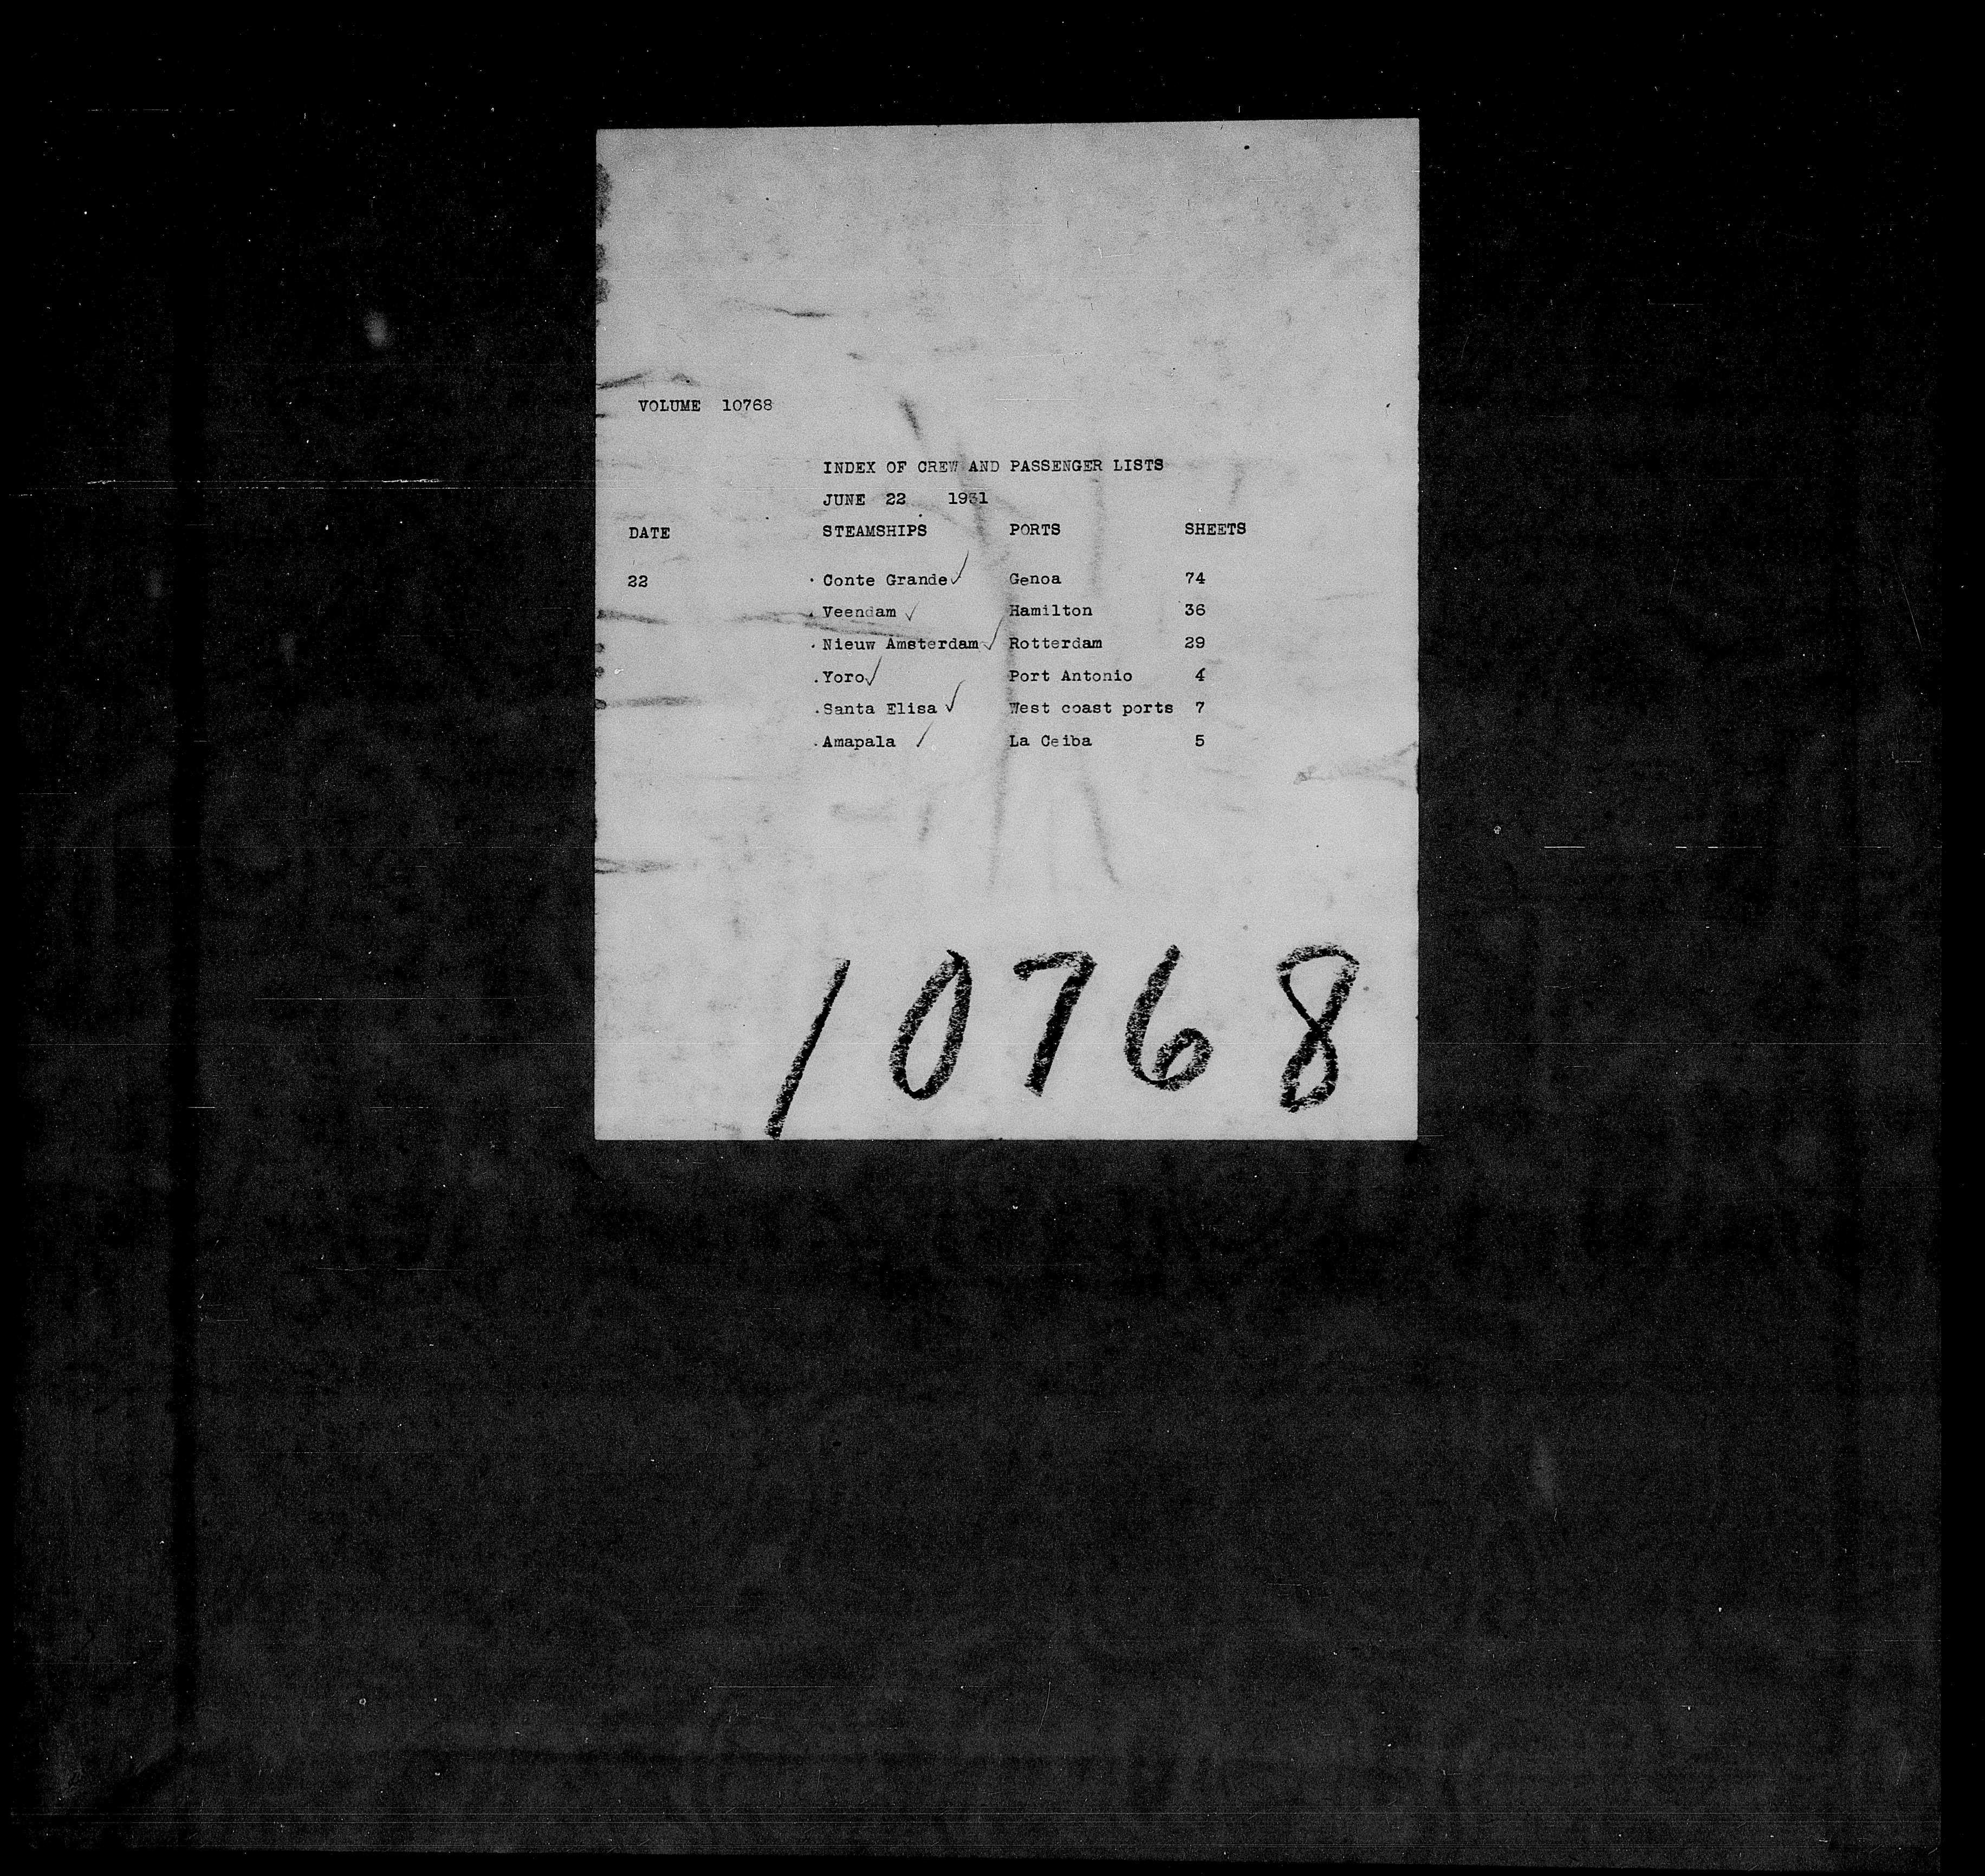 VOLUME 10768
INDEX OF CREW AND PASSENGER LISTS
JUNE 22 1931
DATE STEAMSHIPS PORTS SHEETS
22 Conte Grande Genoa 74
Veendam Hamilton 36
Nieuw Amsterdam Rotterdam 29
Yoro Port Antonio 4
Santa Elisa West coast ports 7
Amapala La Ceiba 5
10768